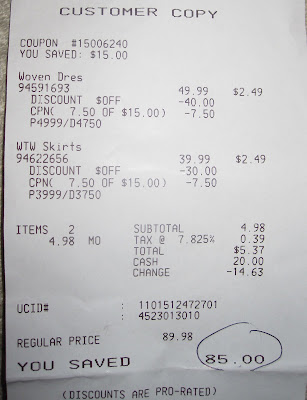 CUSTOMER COPY
COUPON #15006240
YOU SAVED: $15.00
Woven Dres
94591693 49.99 $2.49
DISCOUNT $OFF -40.00
CPN( 7.50 OF $15.00) -7.50
P4999/D4750
WTW Skirts
94622656 39.99 $2.49
DISCOUNT $OFF -30.00
CPN( 7.50 OF $15.00) -7.50
P3999/D3750
ITEMS 2 SUBTOTAL 4.98
4.98 MO TAX @ 7.825% 0.39
TOTAL $5.37
CASH 20.00
CHANGE -14.63
UCID# : 1101512472701
: 4523013010
REGULAR PRICE 89.98
YOU SAVED 85.00
(DISCOUNTS ARE PRO-RATED)